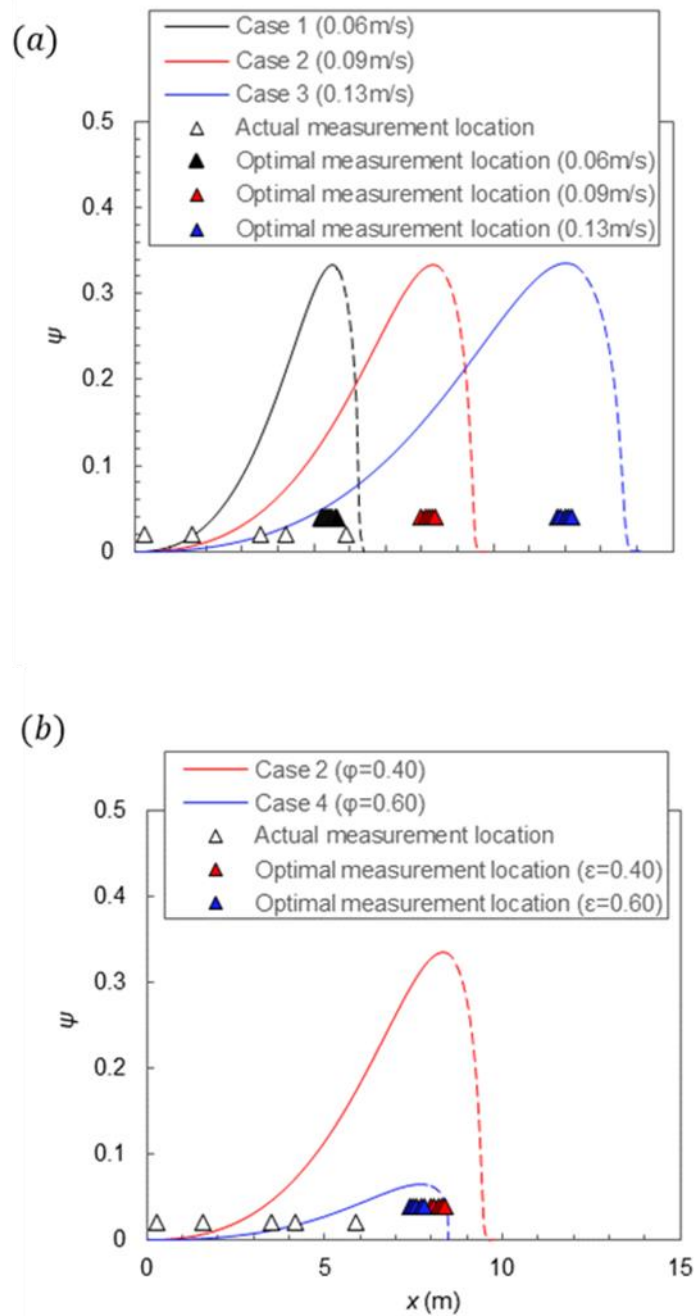 (a)
Case 1 (0.06m/s)
Case 2 (0.09m/s)
Case 3 (0.13m/s)
Actual measurement location
Optimal measurement location (0.06m/s)
Optimal measurement location (0.09m/s)
Optimal measurement location (0.13m/s)
0.5
0.4
0.3
0.2
0.1
0
ψ
(b)
Case 2 (φ=0.40)
Case 4 (φ=0.60)
Actual measurement location
Optimal measurement location (ε=0.40)
Optimal measurement location (ε=0.60)
0.5
0.4
0.3
0.2
0.1
0
ψ
0 5 10 15
x (m)